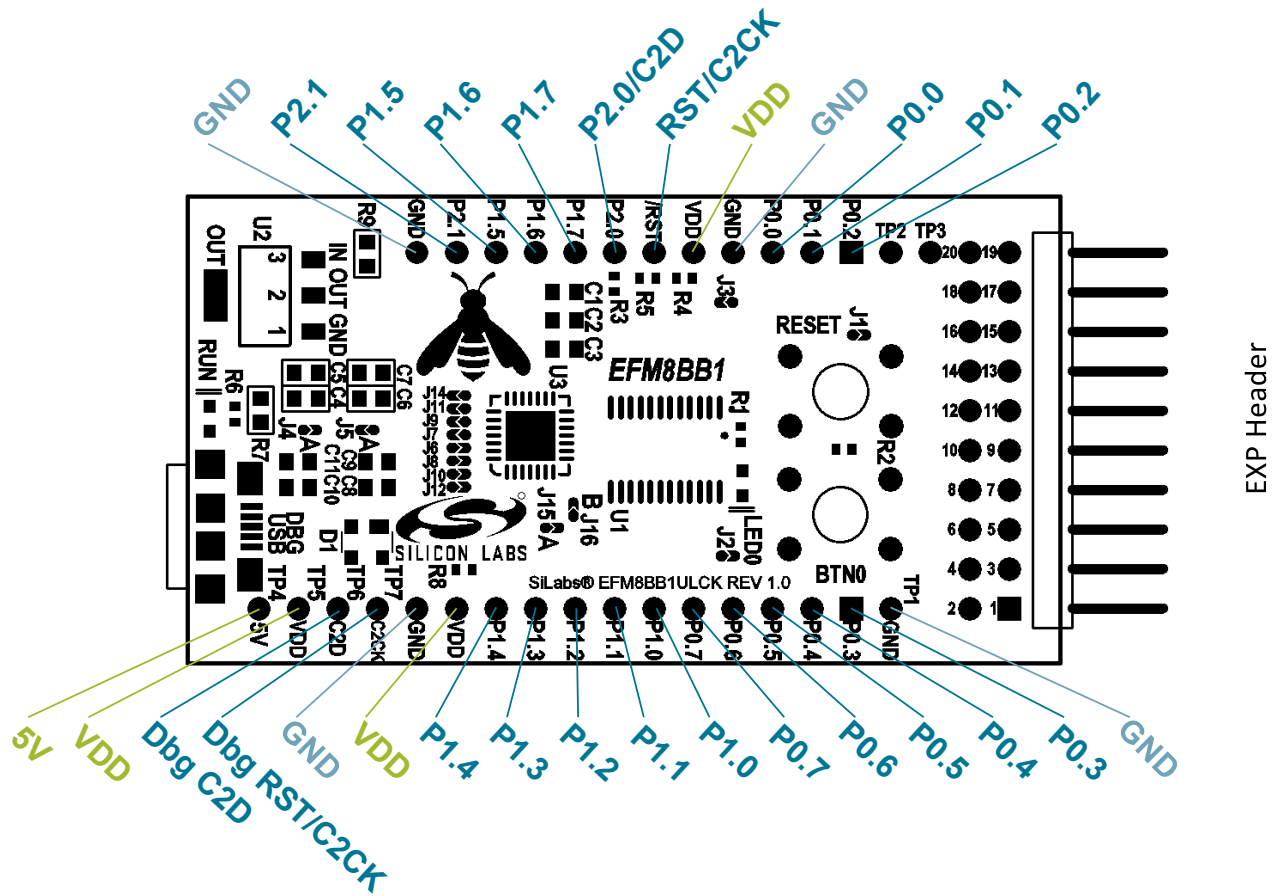 GND
P2.1
P1.5
P1.6
P1.7
P2.0/C2D
RST/C2CK
VDD
GND
P0.0
P0.1
P0.2
OUT
U2
3
2
1
IN OUT GND
R9
GND
P2.1
P1.5
P1.6
P1.7
P2.0
/RST
VDD
GND
P0.0
P0.1
P0.2
TP2
TP3
20
19
18
17
16
15
14
13
12
11
10
9
8
7
6
5
4
3
2
1
C1
C2
C3
R3
R5
R4
J3
RESET
J1
RUN
R6
R7
C5
C4
C7
C6
J4
A
J5
A
C11
C10
C9
C8
J14
J11
J9
J7
J6
J8
J10
J12
U3
EFM8BB1
R1
R2
U1
LED0
J2
BTN0
TP1
J15
A
B
J16
SILICON LABS
DBG
USB
D1
TP4
TP5
TP6
TP7
R8
SiLabs® EFM8BB1ULCK REV 1.0
5V
VDD
C2D
C2CK
GND
VDD
P1.4
P1.3
P1.2
P1.1
P1.0
P0.7
P0.6
P0.5
P0.4
P0.3
GND
5V
VDD
Dbg C2D
Dbg RST/C2CK
GND
VDD
P1.4
P1.3
P1.2
P1.1
P1.0
P0.7
P0.6
P0.5
P0.4
P0.3
GND
EXP Header